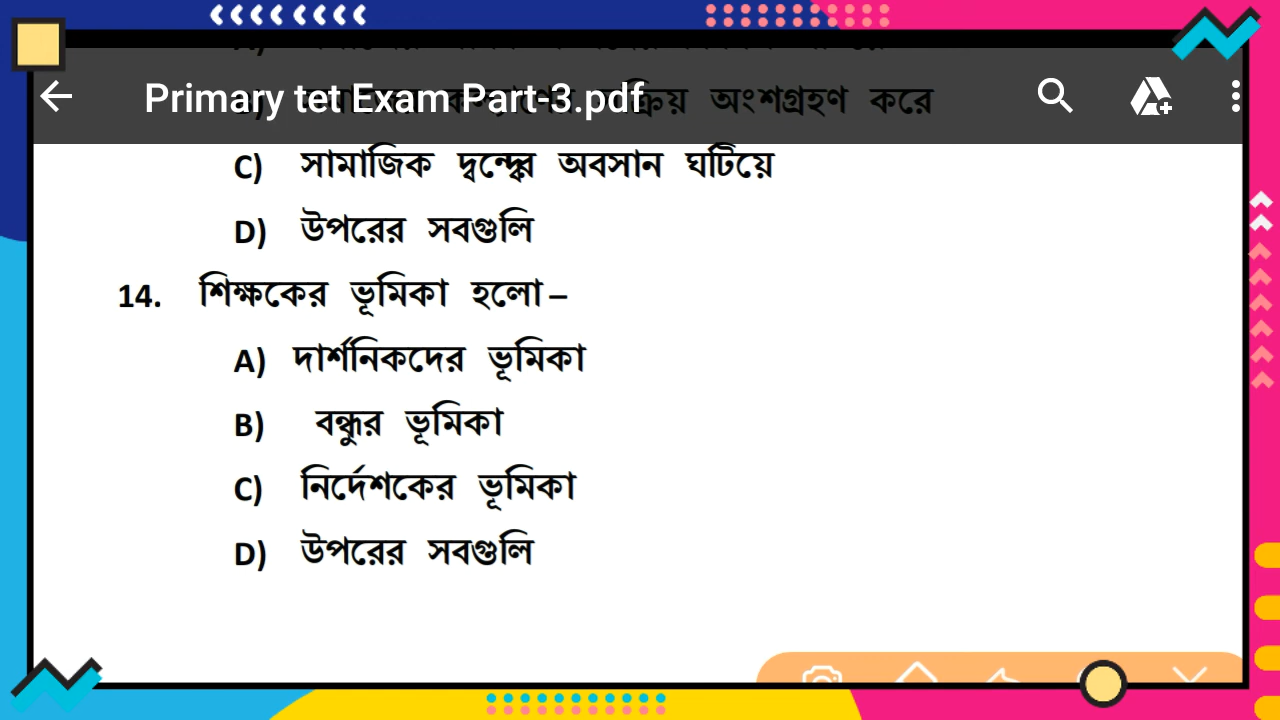 Primary tet Exam Part-3.pdf
অংশগ্রহণ করে
C) সামাজিক দ্বন্দ্বের অবসান ঘটিয়ে
D) উপরের সবগুলি
14. শিক্ষকের ভূমিকা হলো –
A) দার্শনিকদের ভূমিকা
B) বন্ধুর ভূমিকা
C) নির্দেশকের ভূমিকা
D) উপরের সবগুলি